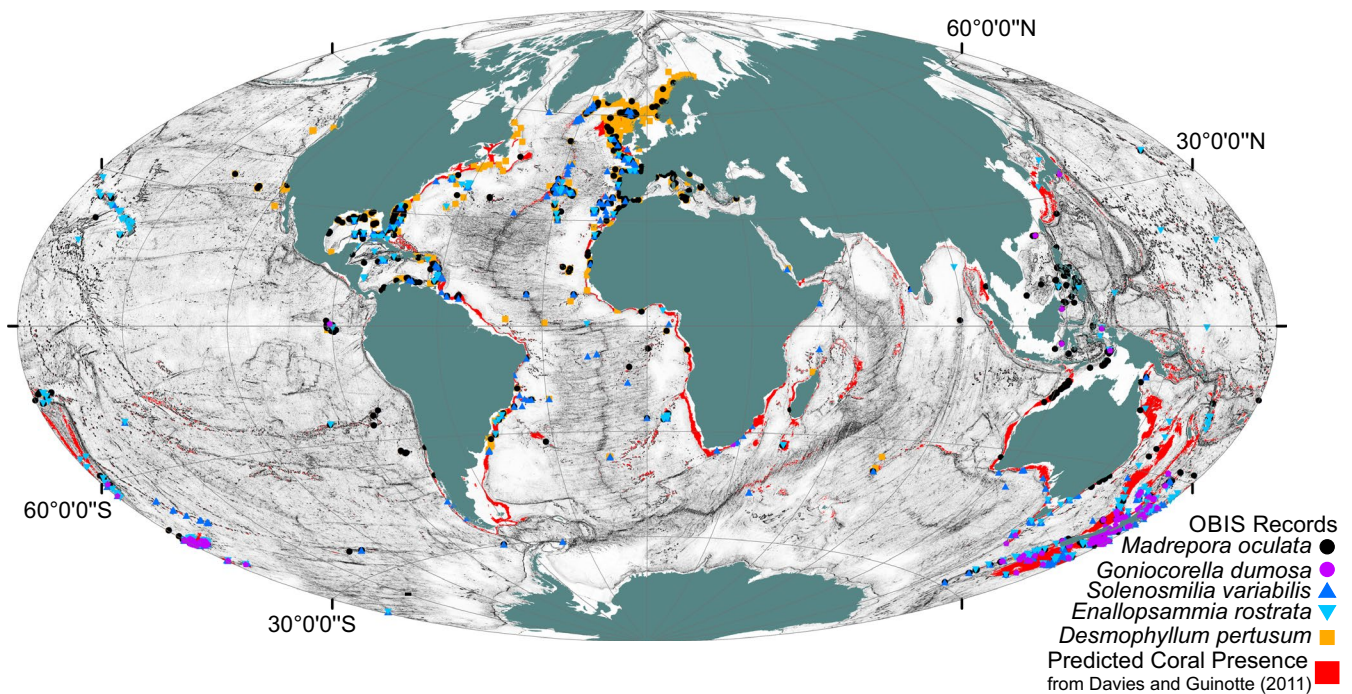 60°0'0"N
30°0'0"N
60°0'0"S
30°0'0"S
OBIS Records
Madrepora oculata
Goniocorella dumosa
Solenosmilia variabilis
Enallopsammia rostrata
Desmophyllum pertusum
Predicted Coral Presence
from Davies and Guinotte (2011)